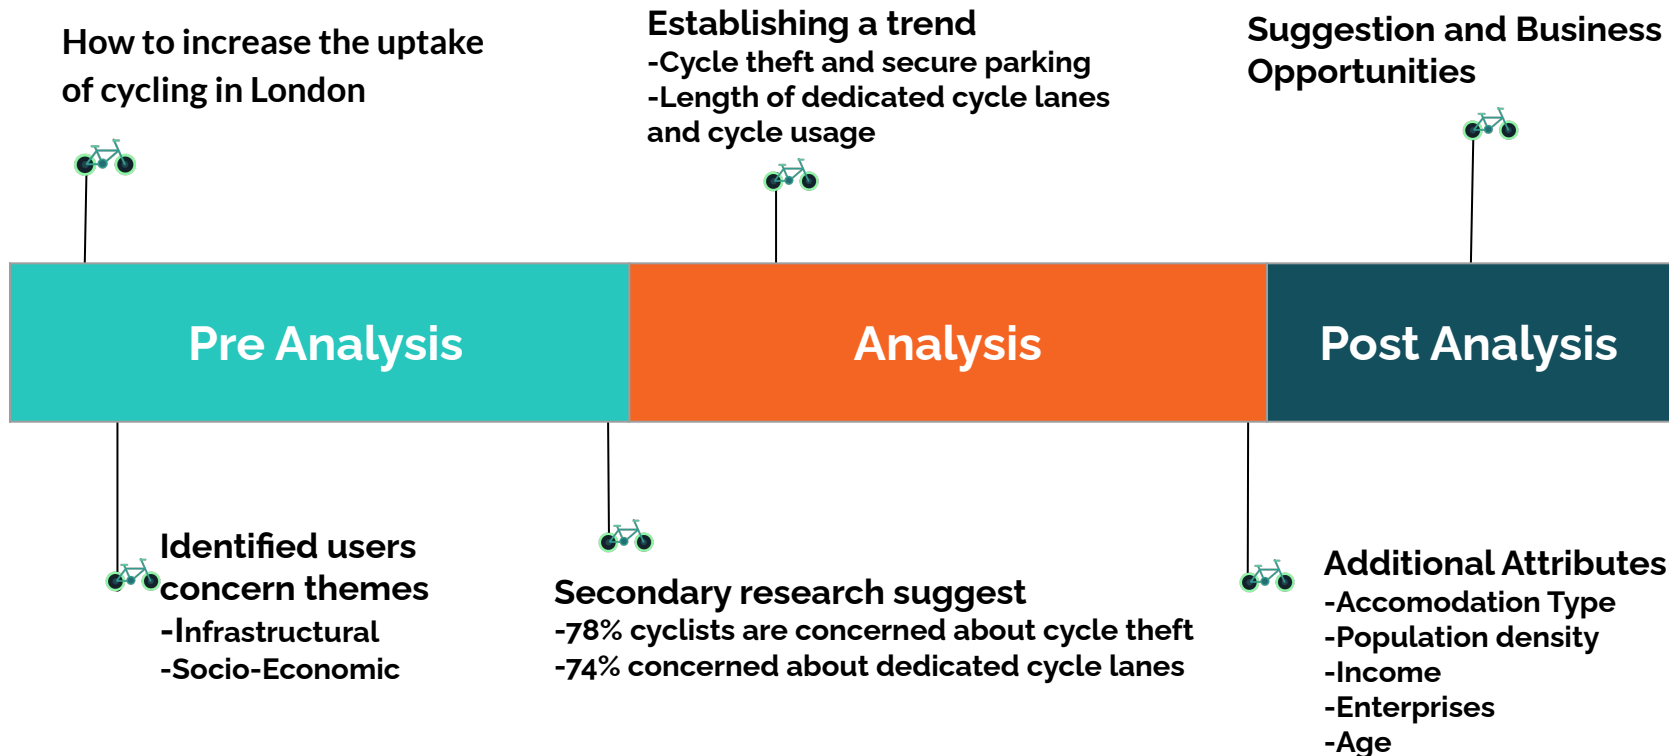 How to increase the uptake
of cycling in London
Establishing a trend
-Cycle theft and secure parking
-Length of dedicated cycle lanes
and cycle usage
Suggestion and Business
Opportunities
Pre Analysis
Analysis
Post Analysis
Identified users
concern themes
-Infrastructural
-Socio-Economic
Secondary research suggest
-78% cyclists are concerned about cycle theft
-74% concerned about dedicated cycle lanes
Additional Attributes
-Accomodation Type
-Population density
-Income
-Enterprises
-Age